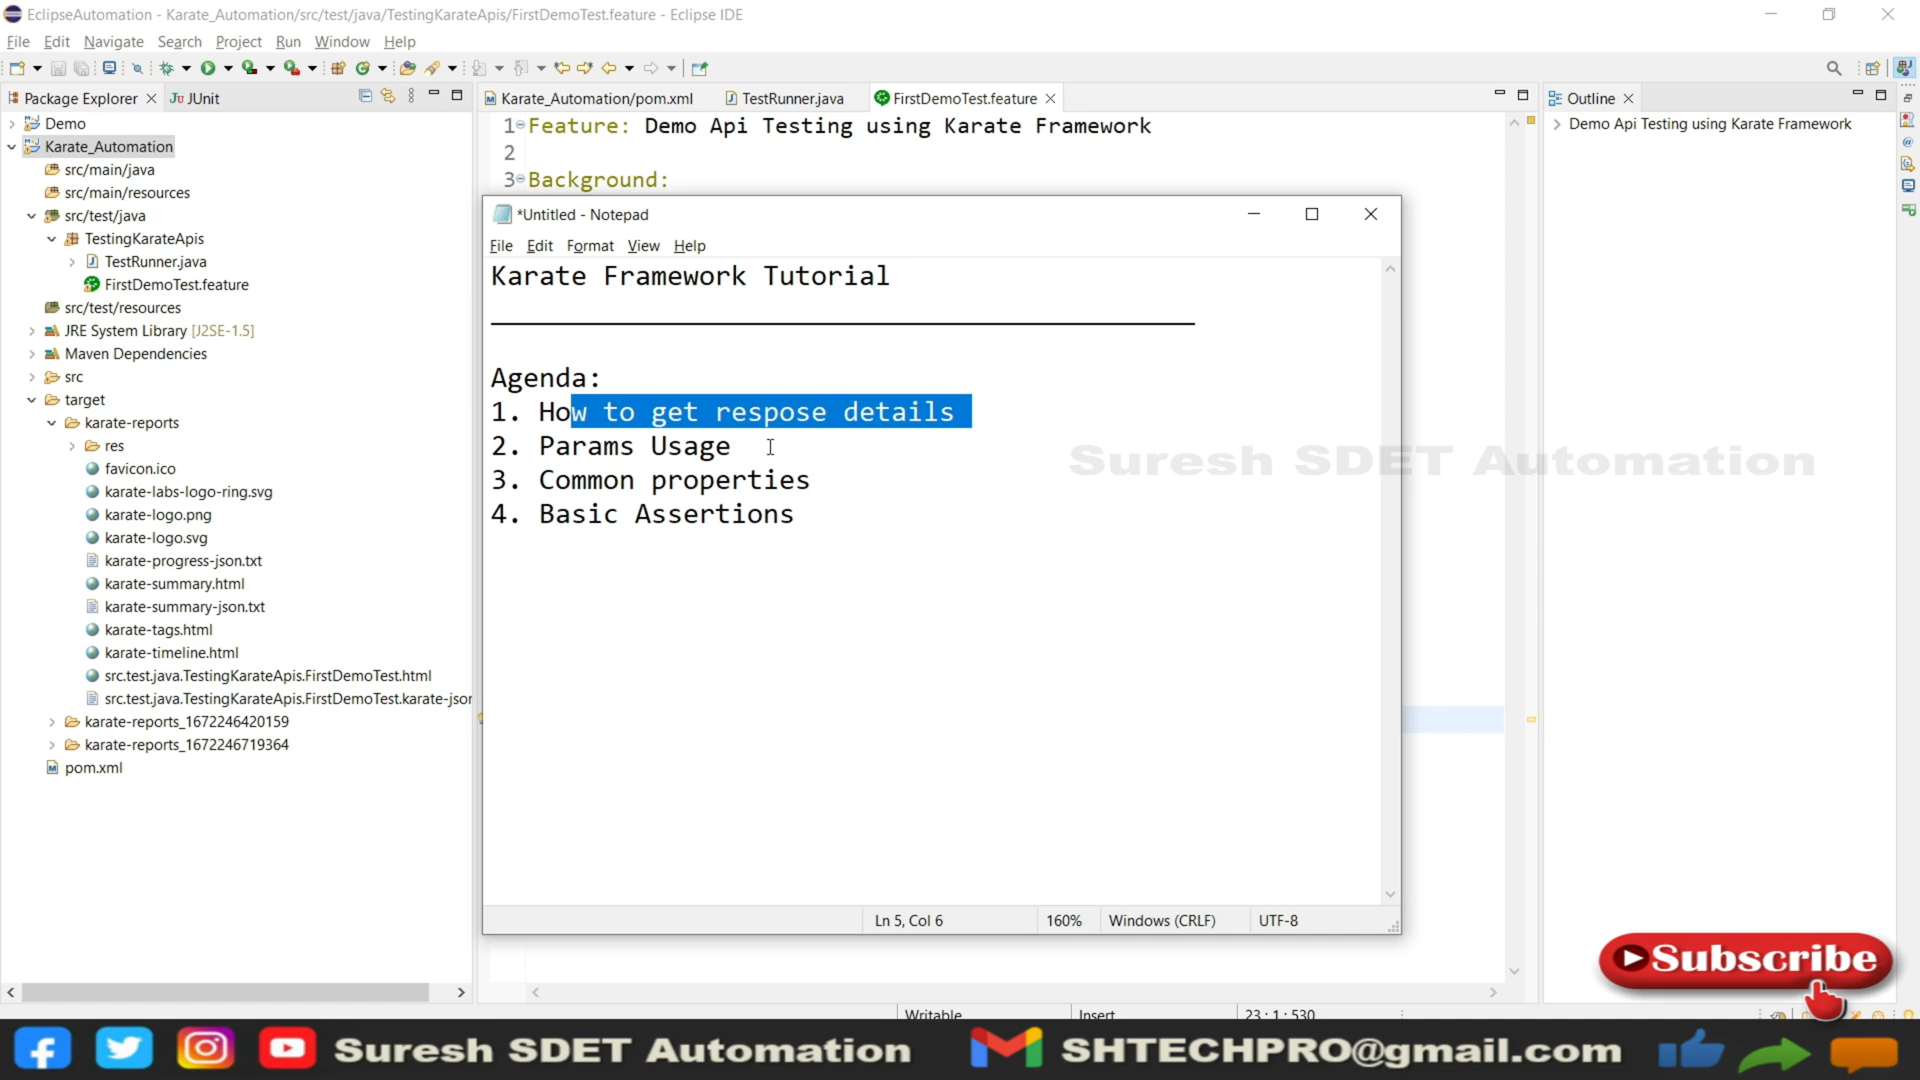 EclipseAutomation - Karate_Automation/src/test/java/TestingKarateApis/FirstDemoTest.feature - Eclipse IDE
File Edit Navigate Search Project Run Window Help
Package Explorer
JUnit
Karate_Automation/pom.xml
TestRunner.java
FirstDemoTest.feature
Outline
Demo
Karate_Automation
src/main/java
src/main/resources
src/test/java
TestingKarateApis
TestRunner.java
FirstDemoTest.feature
src/test/resources
JRE System Library [J2SE-1.5]
Maven Dependencies
src
target
karate-reports
res
favicon.ico
karate-labs-logo-ring.svg
karate-logo.png
karate-logo.svg
karate-progress-json.txt
karate-summary.html
karate-summary-json.txt
karate-tags.html
karate-timeline.html
src.test.java.TestingKarateApis.FirstDemoTest.html
src.test.java.TestingKarateApis.FirstDemoTest.karate-jsor
karate-reports_1672246420159
karate-reports_1672246719364
pom.xml
1 Feature: Demo Api Testing using Karate Framework
2
3 Background:
*Untitled - Notepad
File Edit Format View Help
Karate Framework Tutorial
Agenda:
1. How to get respose details
2. Params Usage
3. Common properties
4. Basic Assertions
Ln 5, Col 6
160%
Windows (CRLF)
UTF-8
Demo Api Testing using Karate Framework
Suresh SDET Automation
Subscribe
Writable
Insert
23 : 1 : 530
Suresh SDET Automation
SHTECHPRO@gmail.com